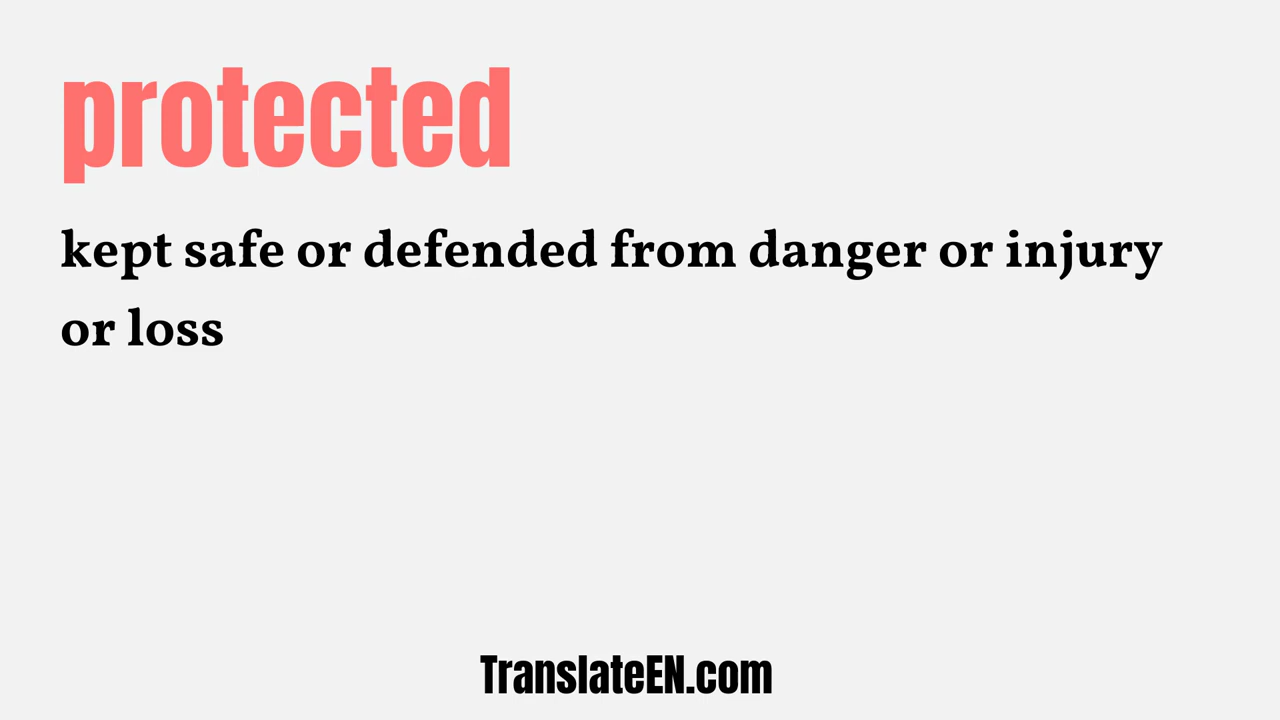 protected
kept safe or defended from danger or injury
or loss
TranslateEN.com